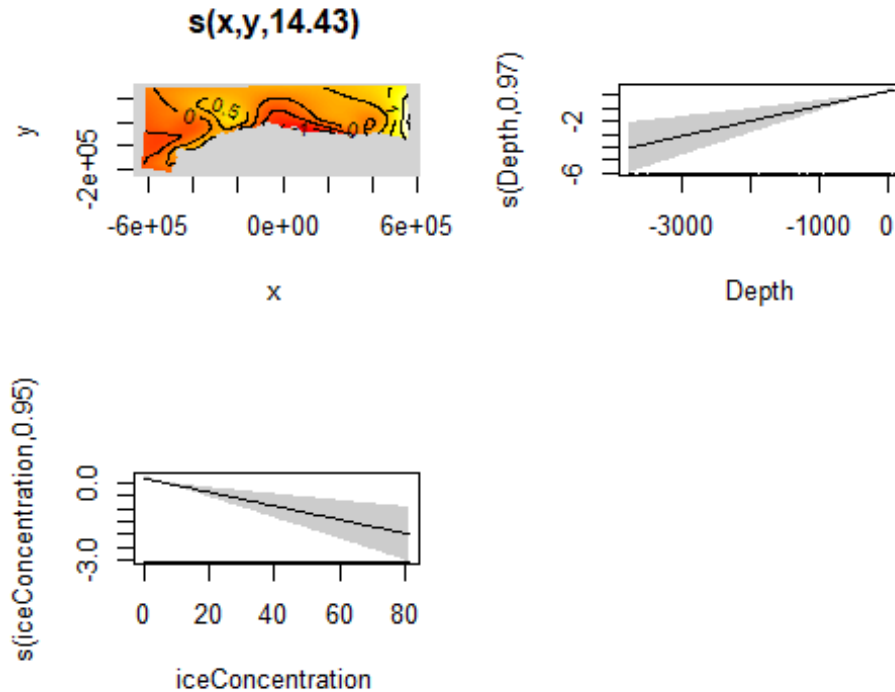 s(x,y,14.43)
y
-2e+05
0
0.5
-6e+05 0e+00 6e+05
x
s(Depth,0.97)
-2
-6
-3000 -1000 0
Depth
s(iceConcentration,0.95)
0.0
-3.0
0 20 40 60 80
iceConcentration